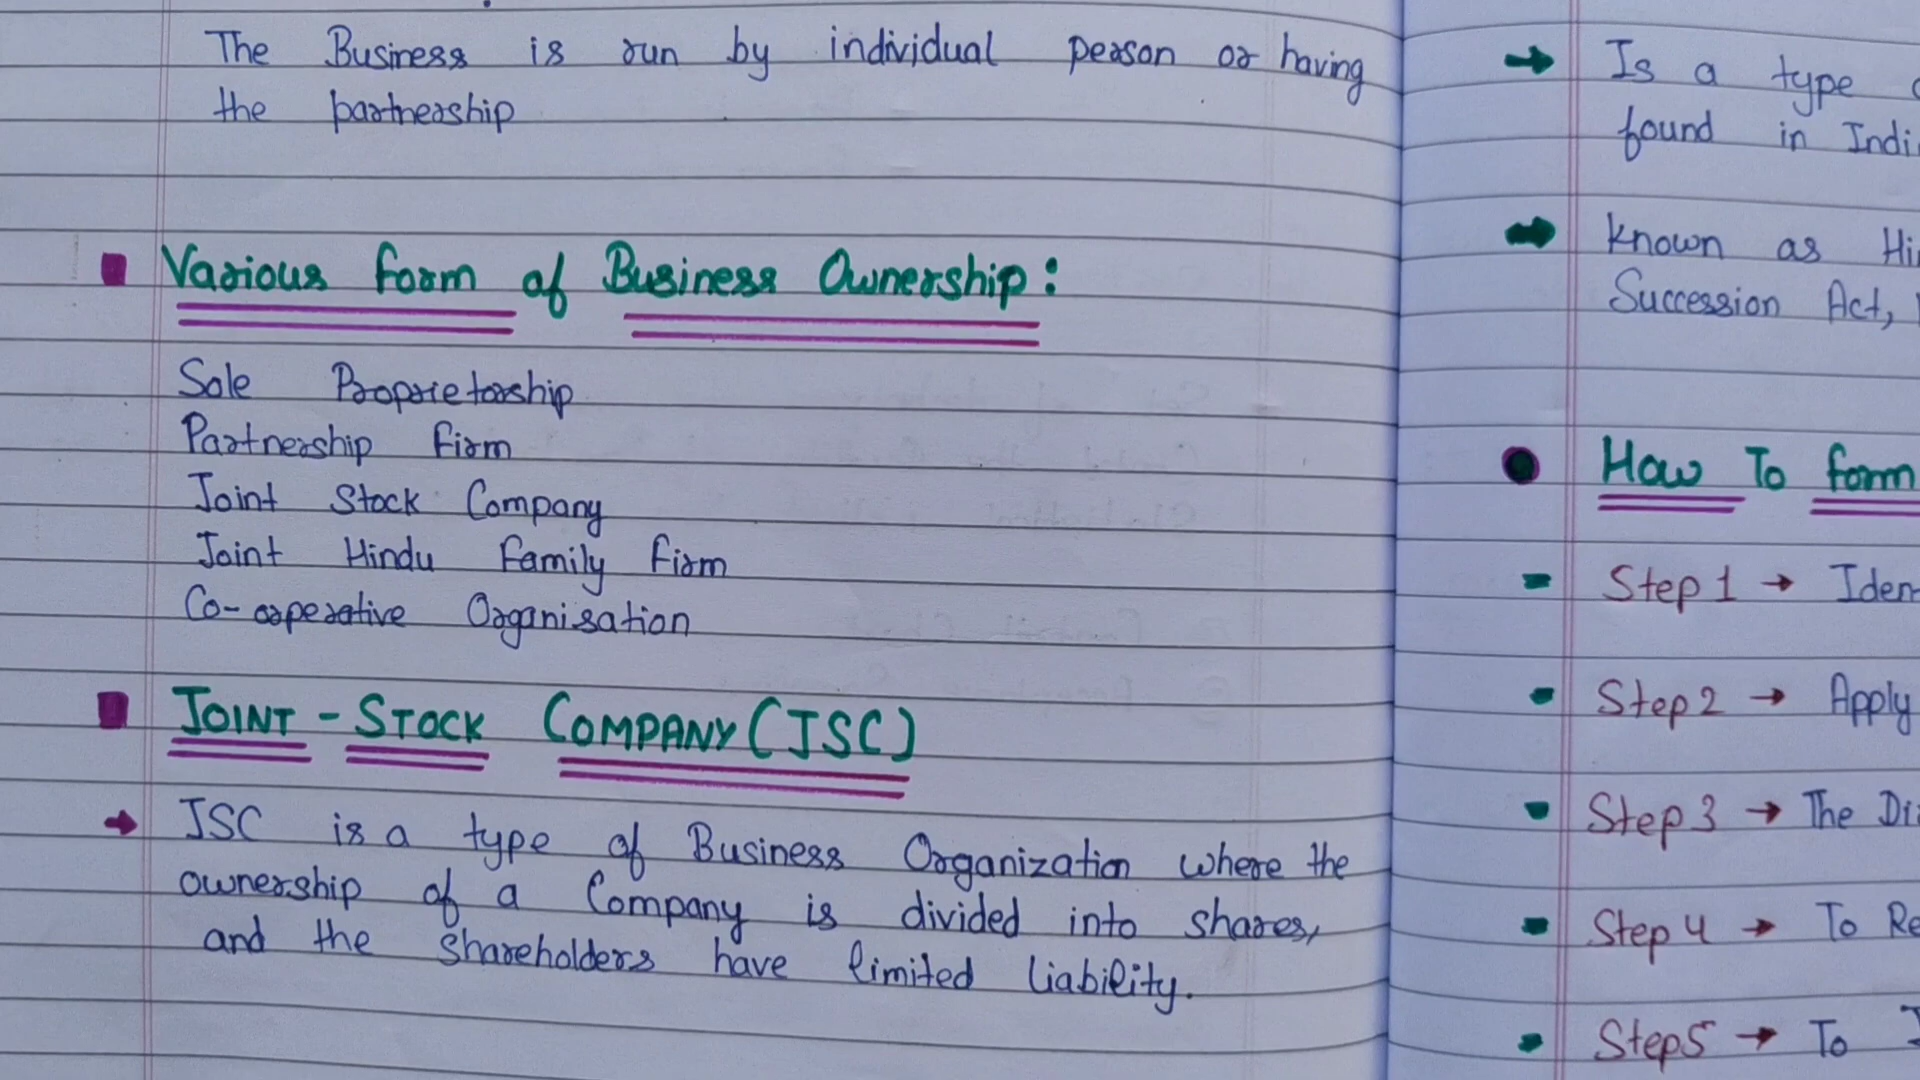 The Business is run by individual person or having
the partnership
Various form of Business Ownership:
Sole Proprietorship
Partnership firm
Joint Stock Company
Joint Hindu family firm
Co-operative Organisation
JOINT-STOCK COMPANY (JSC)
JSC is a type of Business Organization where the
ownership of a Company is divided into shares,
and the shareholders have limited liability.
Is a type
found in Indi
known as Hi
Succession Act,
How To form
Step 1 → Iden
Step 2 → Apply
Step 3 → The Di
Step 4 → To Re
Step 5 → To I